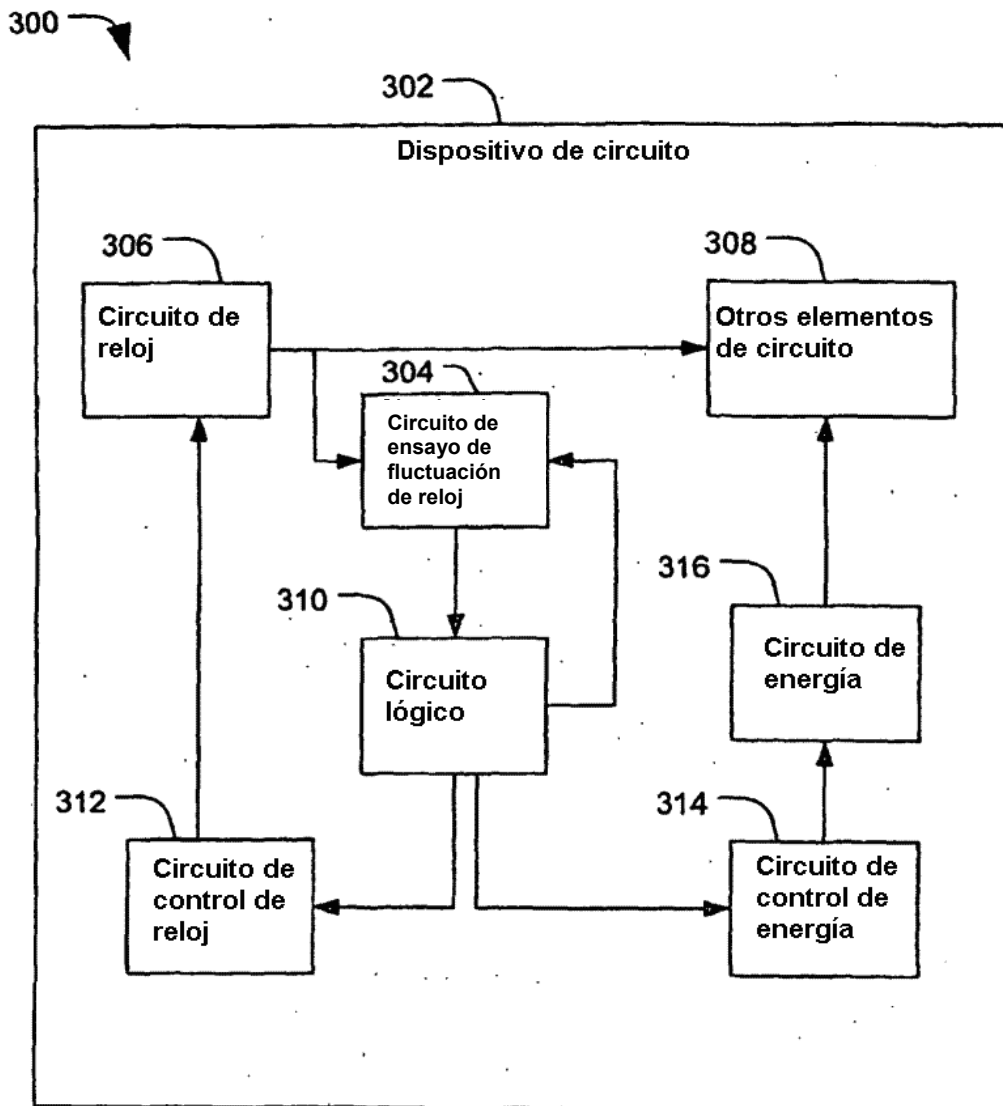 300
302
Dispositivo de circuito
306
Circuito de
reloj
308
Otros elementos
de circuito
304
Circuito de
ensayo de
fluctuación
de reloj
310
Circuito
lógico
316
Circuito de
energía
312
Circuito de
control de
reloj
314
Circuito de
control de
energía